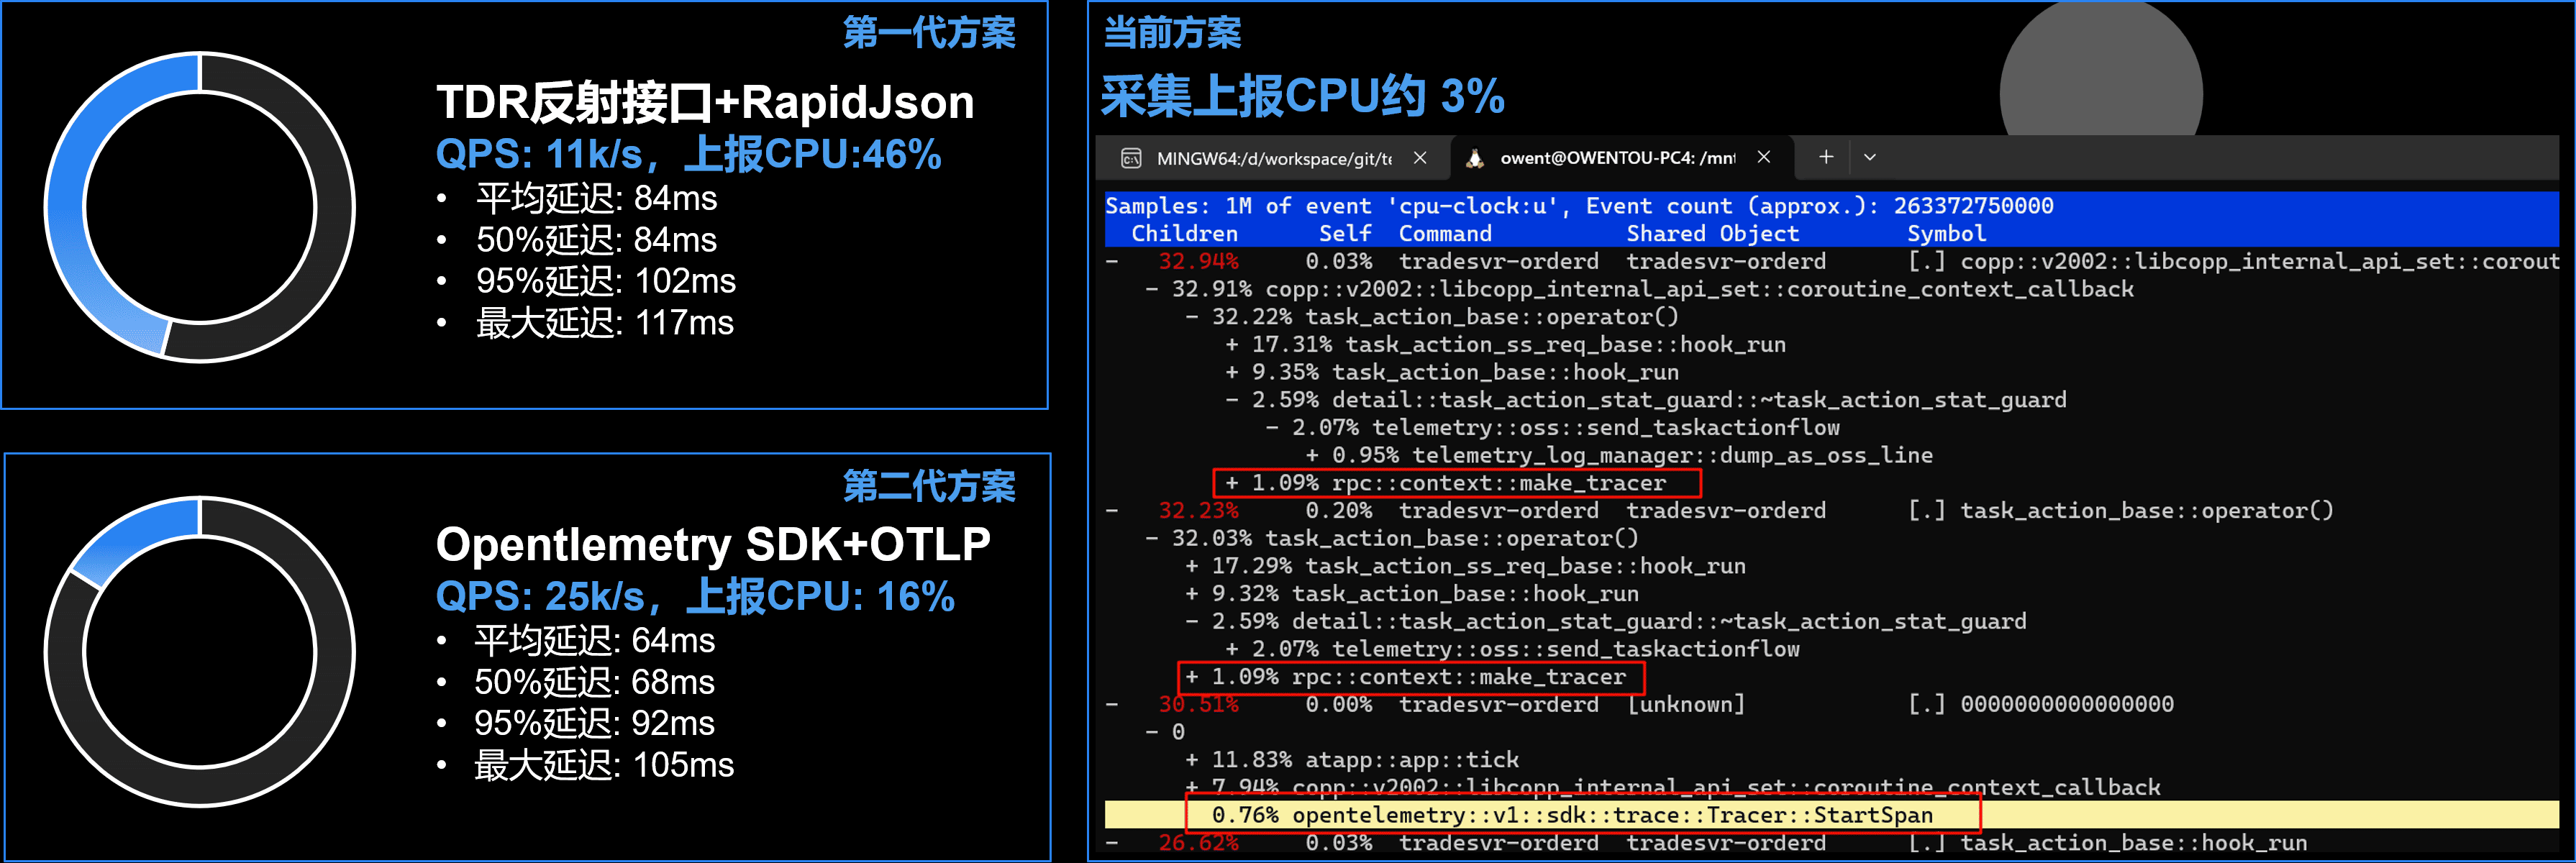 第一代方案
TDR反射接口+RapidJson
QPS: 11k/s，上报CPU:46%
• 平均延迟: 84ms
• 50%延迟: 84ms
• 95%延迟: 102ms
• 最大延迟: 117ms
第二代方案
Opentlemetry SDK+OTLP
QPS: 25k/s，上报CPU: 16%
• 平均延迟: 64ms
• 50%延迟: 68ms
• 95%延迟: 92ms
• 最大延迟: 105ms
当前方案
采集上报CPU约 3%
MINGW64:/d/workspace/git/te × owent@OWENTOU-PC4: /mnt × +
Samples: 1M of event 'cpu-clock:u', Event count (approx.): 263372750000
Children Self Command Shared Object Symbol
- 32.94% 0.03% tradesvr-orderd tradesvr-orderd [.] copp::v2002::libcopp_internal_api_set::corout
- 32.91% copp::v2002::libcopp_internal_api_set::coroutine_context_callback
- 32.22% task_action_base::operator()
+ 17.31% task_action_ss_req_base::hook_run
+ 9.35% task_action_base::hook_run
- 2.59% detail::task_action_stat_guard::~task_action_stat_guard
- 2.07% telemetry::oss::send_taskactionflow
+ 0.95% telemetry_log_manager::dump_as_oss_line
+ 1.09% rpc::context::make_tracer
- 32.23% 0.20% tradesvr-orderd tradesvr-orderd [.] task_action_base::operator()
- 32.03% task_action_base::operator()
+ 17.29% task_action_ss_req_base::hook_run
+ 9.32% task_action_base::hook_run
- 2.59% detail::task_action_stat_guard::~task_action_stat_guard
+ 2.07% telemetry::oss::send_taskactionflow
+ 1.09% rpc::context::make_tracer
- 30.51% 0.00% tradesvr-orderd [unknown] [.] 0000000000000000
- 0
+ 11.83% atapp::app::tick
+ 7.94% copp::v2002::libcopp_internal_api_set::coroutine_context_callback
0.76% opentelemetry::v1::sdk::trace::Tracer::StartSpan
- 26.62% 0.03% tradesvr-orderd tradesvr-orderd [.] task_action_base::hook_run